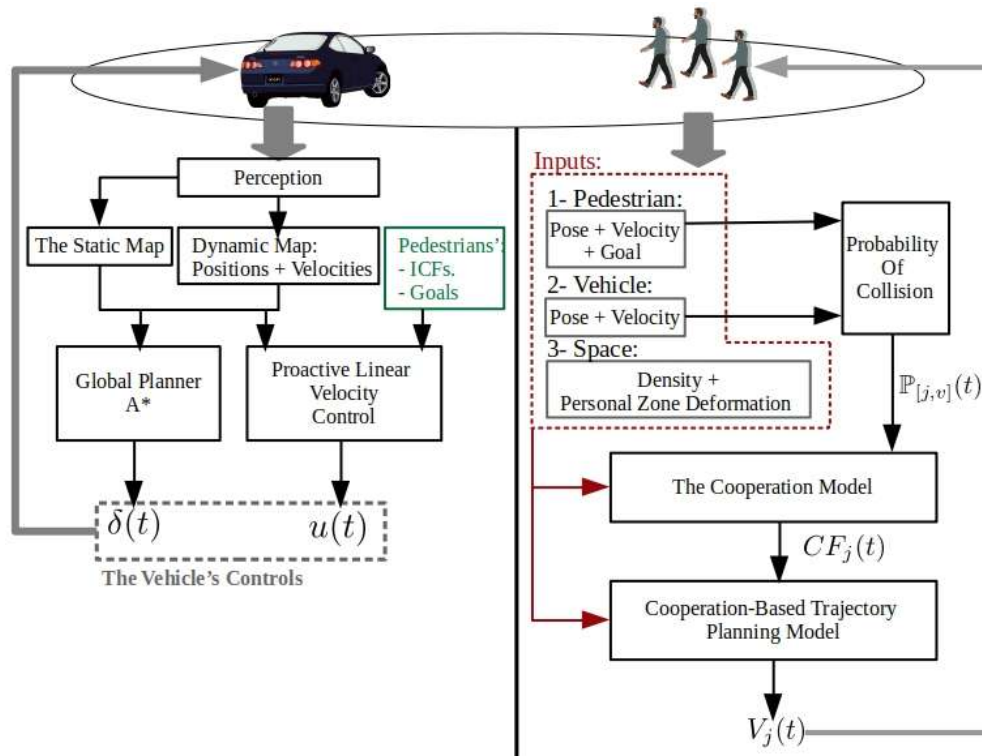 Perception
The Static Map
Dynamic Map:
Positions + Velocities
Pedestrians':
- ICFs.
- Goals
Global Planner
A*
Proactive Linear
Velocity
Control
δ(t)
u(t)
The Vehicle's Controls
Inputs:
1- Pedestrian:
Pose + Velocity
+ Goal
2- Vehicle:
Pose + Velocity
3- Space:
Density +
Personal Zone Deformation
Probability
Of
Collision
ℙ[j,v](t)
The Cooperation Model
CFj(t)
Cooperation-Based Trajectory
Planning Model
Vj(t)